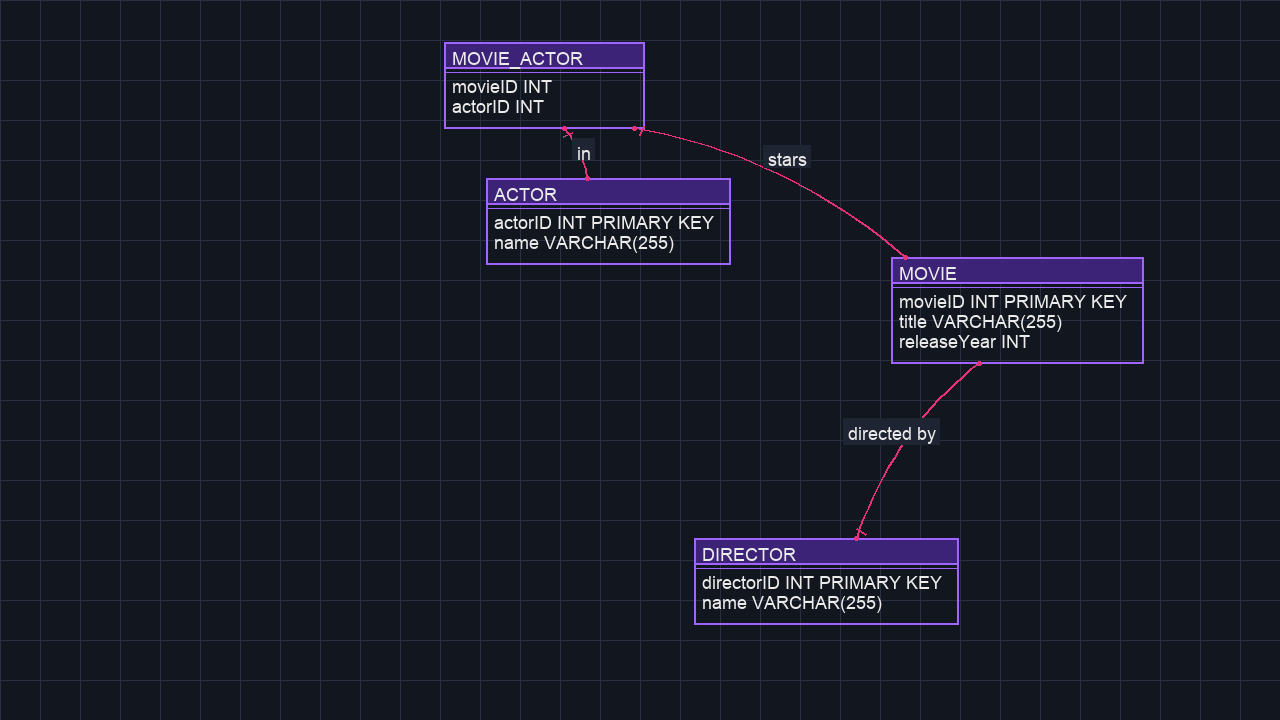 MOVIE_ACTOR
movieID INT
actorID INT
in
stars
ACTOR
actorID INT PRIMARY KEY
name VARCHAR(255)
MOVIE
movieID INT PRIMARY KEY
title VARCHAR(255)
releaseYear INT
directed by
DIRECTOR
directorID INT PRIMARY KEY
name VARCHAR(255)